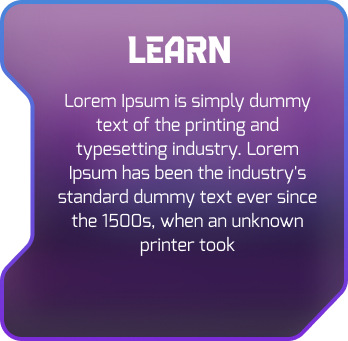 LEARN
Lorem Ipsum is simply dummy
text of the printing and
typesetting industry. Lorem
Ipsum has been the industry's
standard dummy text ever since
the 1500s, when an unknown
printer took